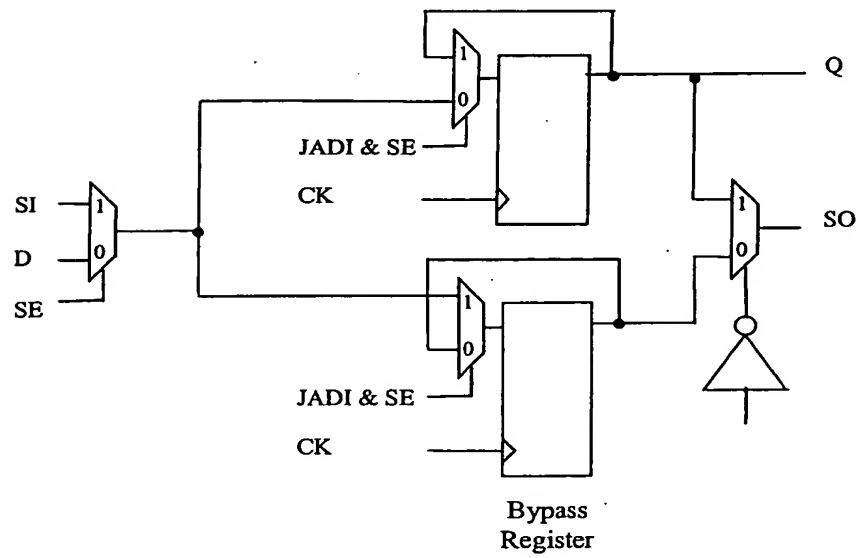 Q
1
0
JADI & SE
CK
SI
1
D
0
SE
1
SO
0
1
0
JADI & SE
CK
Bypass
Register